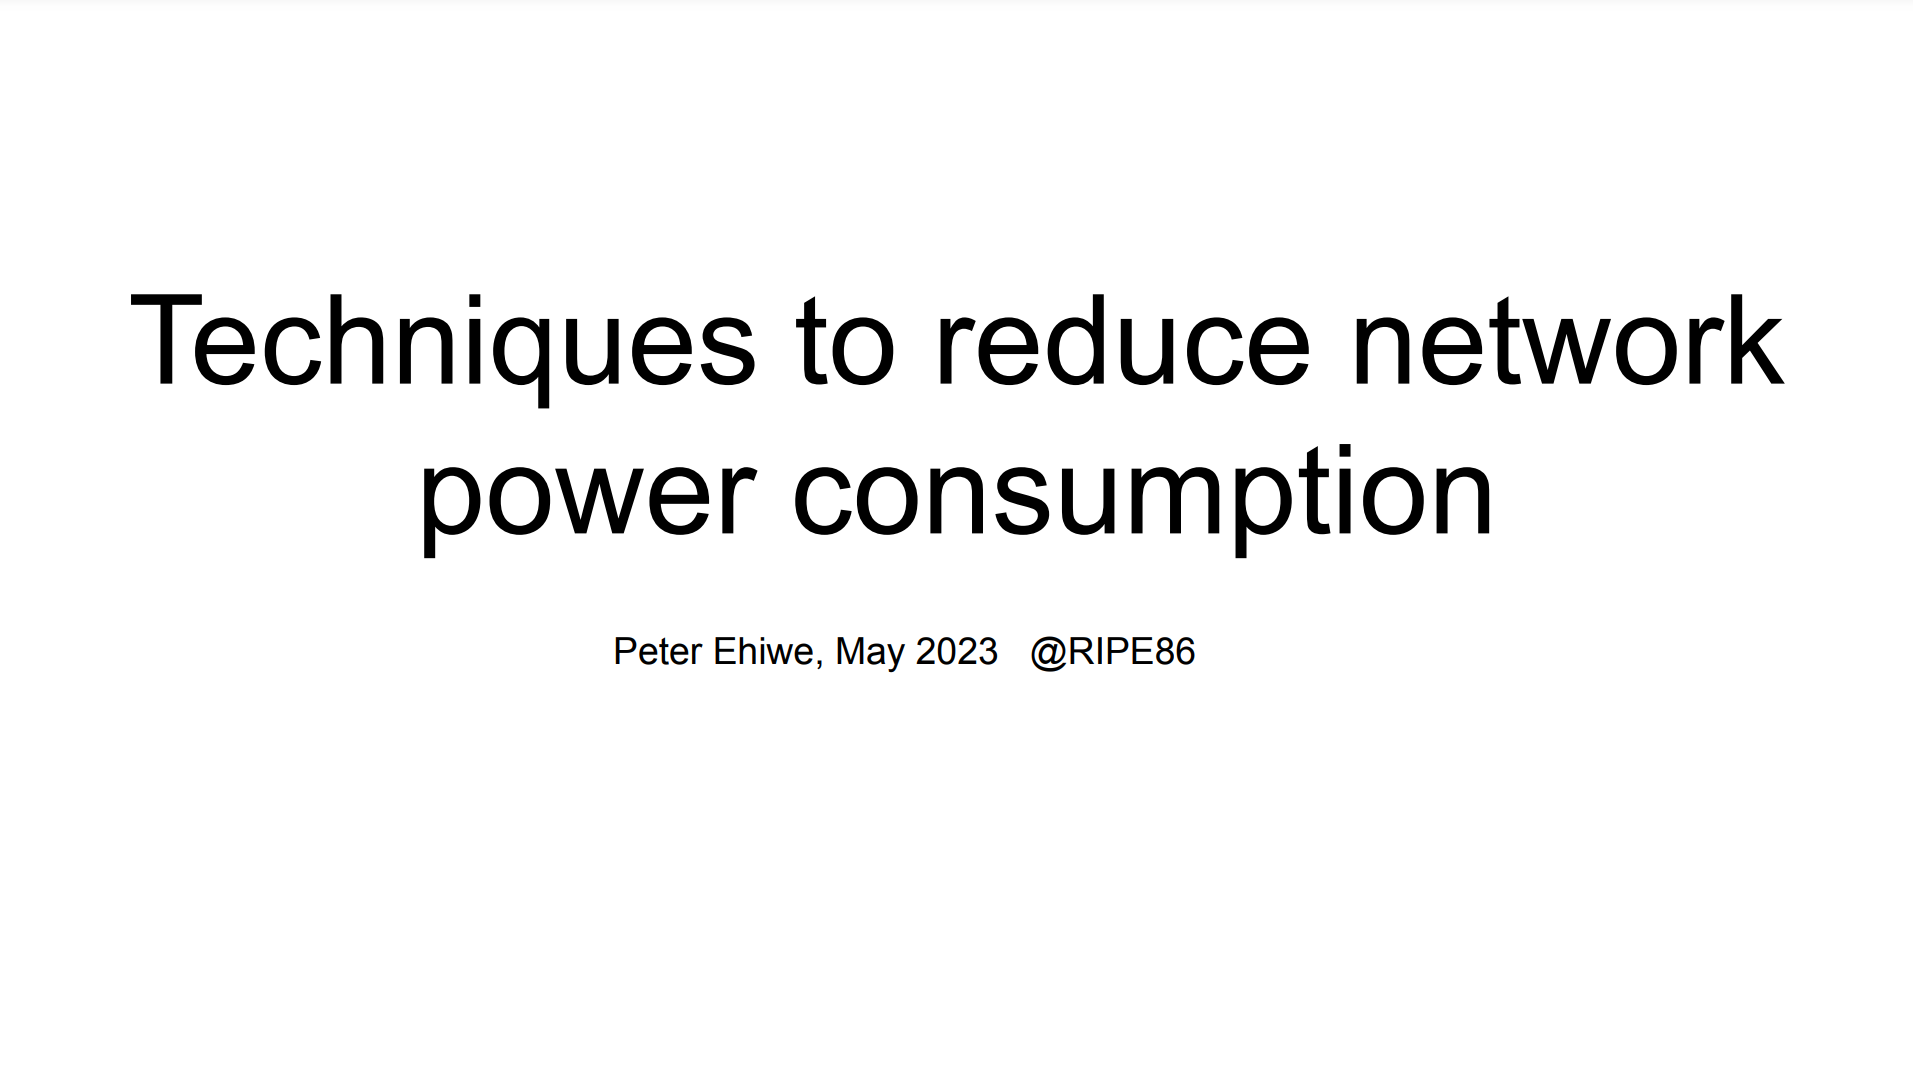 Techniques to reduce network
power consumption
Peter Ehiwe, May 2023 @RIPE86